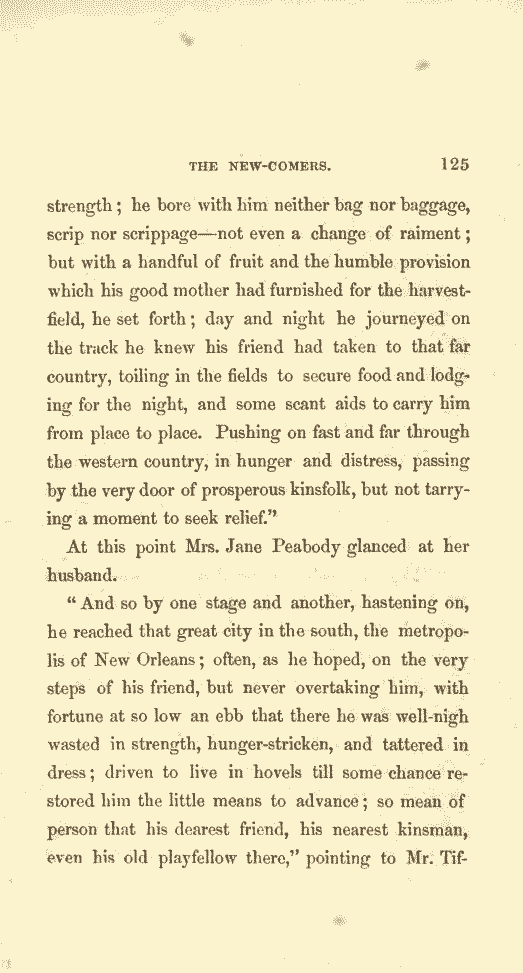 THE NEW-COMERS. 125
strength; he bore with him neither bag nor baggage,
scrip nor scrippage—not even a change of raiment;
but with a handful of fruit and the humble provision
which his good mother had furnished for the harvest-
field, he set forth; day and night he journeyed on
the track he knew his friend had taken to that far
country, toiling in the fields to secure food and lodg-
ing for the night, and some scant aids to carry him
from place to place. Pushing on fast and far through
the western country, in hunger and distress, passing
by the very door of prosperous kinsfolk, but not tarry-
ing a moment to seek relief.”
At this point Mrs. Jane Peabody glanced at her
husband.
“And so by one stage and another, hastening on,
he reached that great city in the south, the metropo-
lis of New Orleans; often, as he hoped, on the very
steps of his friend, but never overtaking him, with
fortune at so low an ebb that there he was well-nigh
wasted in strength, hunger-stricken, and tattered in
dress; driven to live in hovels till some chance re-
stored him the little means to advance; so mean of
person that his dearest friend, his nearest kinsman,
even his old playfellow there,” pointing to Mr. Tif-